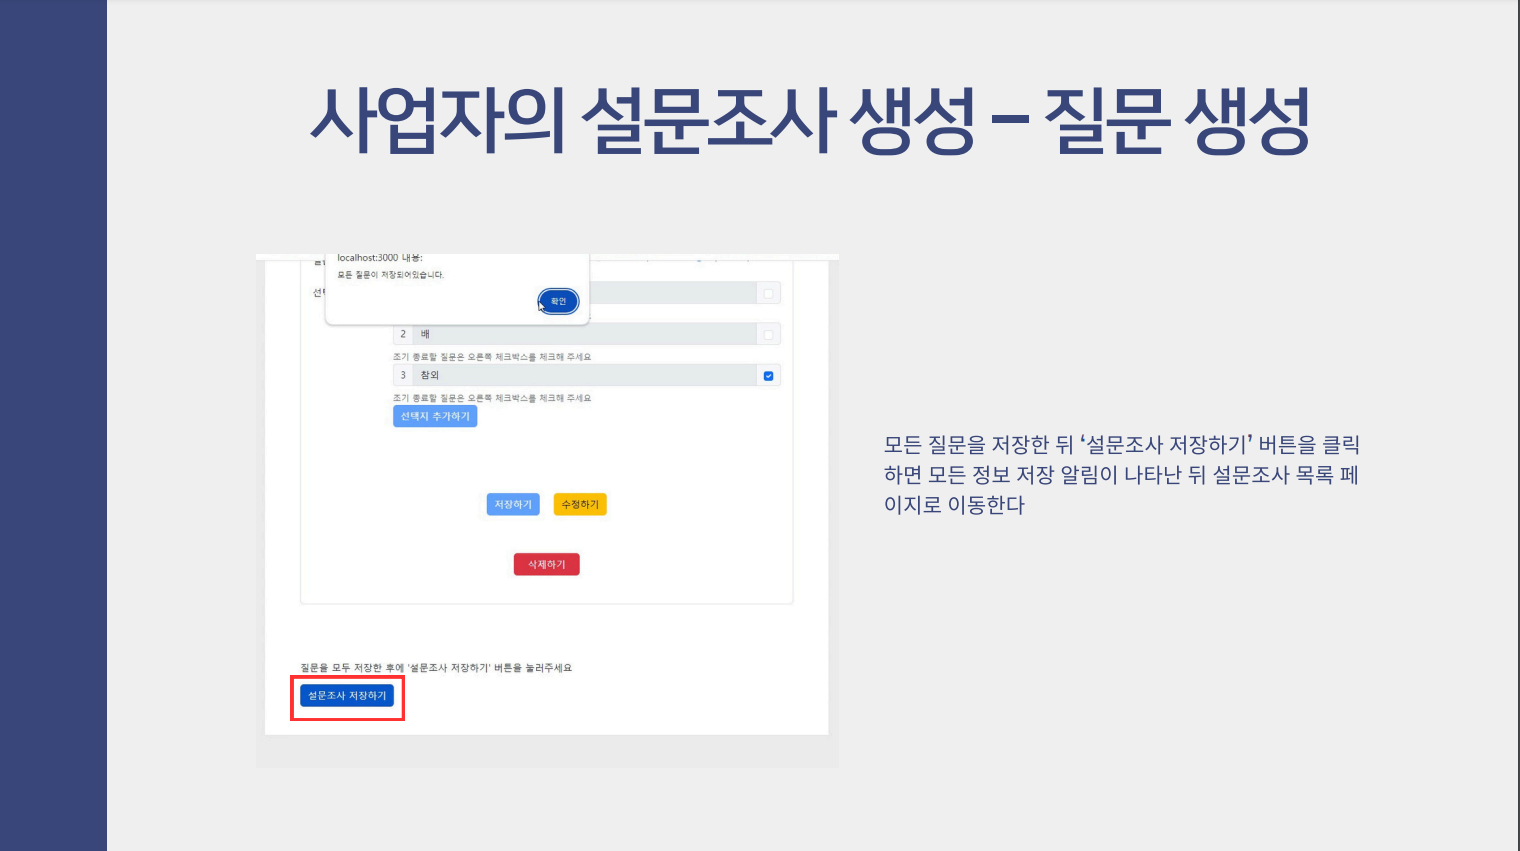 사업자의 설문조사 생성 – 질문 생성
localhost:3000 내용:
모든 질문이 저장되어있습니다.
확인
2 배
조기 종료할 질문은 오른쪽 체크박스를 체크해 주세요
3 참외
조기 종료할 질문은 오른쪽 체크박스를 체크해 주세요
선택지 추가하기
저장하기 수정하기
삭제하기
질문을 모두 저장한 후에 '설문조사 저장하기' 버튼을 눌러주세요
설문조사 저장하기
모든 질문을 저장한 뒤 ‘설문조사 저장하기’ 버튼을 클릭
하면 모든 정보 저장 알림이 나타난 뒤 설문조사 목록 페
이지로 이동한다